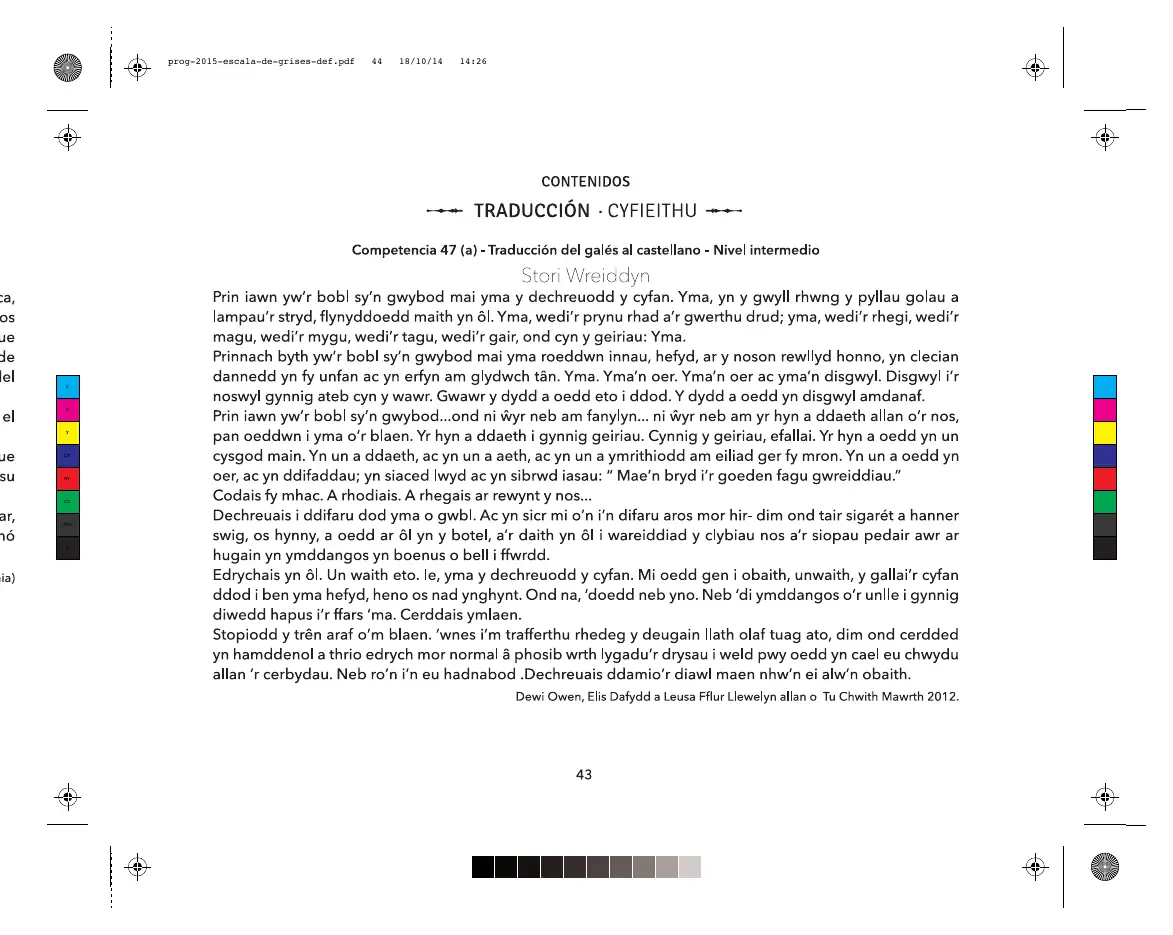 prog-2015-escala-de-grises-def.pdf 44 18/10/14 14:26
CONTENIDOS
TRADUCCIÓN · CYFIEITHU
Competencia 47 (a) - Traducción del galés al castellano - Nivel intermedio
Stori Wreiddyn
Prin iawn yw’r bobl sy’n gwybod mai yma y dechreuodd y cyfan. Yma, yn y gwyll rhwng y pyllau golau a
lampau’r stryd, flynyddoedd maith yn ôl. Yma, wedi’r prynu rhad a’r gwerthu drud; yma, wedi’r rhegi, wedi’r
magu, wedi’r mygu, wedi’r tagu, wedi’r gair, ond cyn y geiriau: Yma.
Prinnach byth yw’r bobl sy’n gwybod mai yma roeddwn innau, hefyd, ar y noson rewllyd honno, yn clecian
dannedd yn fy unfan ac yn erfyn am glydwch tân. Yma. Yma’n oer. Yma’n oer ac yma’n disgwyl. Disgwyl i’r
noswyl gynnig ateb cyn y wawr. Gwawr y dydd a oedd eto i ddod. Y dydd a oedd yn disgwyl amdanaf.
Prin iawn yw’r bobl sy’n gwybod...ond ni ŵyr neb am fanylyn... ni ŵyr neb am yr hyn a ddaeth allan o’r nos,
pan oeddwn i yma o’r blaen. Yr hyn a ddaeth i gynnig geiriau. Cynnig y geiriau, efallai. Yr hyn a oedd yn un
cysgod main. Yn un a ddaeth, ac yn un a aeth, ac yn un a ymrithiodd am eiliad ger fy mron. Yn un a oedd yn
oer, ac yn ddifaddau; yn siaced lwyd ac yn sibrwd iasau: “ Mae’n bryd i’r goeden fagu gwreiddiau.”
Codais fy mhac. A rhodiais. A rhegais ar rewynt y nos...
Dechreuais i ddifaru dod yma o gwbl. Ac yn sicr mi o’n i’n difaru aros mor hir- dim ond tair sigarét a hanner
swig, os hynny, a oedd ar ôl yn y botel, a’r daith yn ôl i wareiddiad y clybiau nos a’r siopau pedair awr ar
hugain yn ymddangos yn boenus o bell i ffwrdd.
Edrychais yn ôl. Un waith eto. Ie, yma y dechreuodd y cyfan. Mi oedd gen i obaith, unwaith, y gallai’r cyfan
ddod i ben yma hefyd, heno os nad ynghynt. Ond na, ‘doedd neb yno. Neb ‘di ymddangos o’r unlle i gynnig
diwedd hapus i’r ffars ‘ma. Cerddais ymlaen.
Stopiodd y trên araf o’m blaen. ‘wnes i’m trafferthu rhedeg y deugain llath olaf tuag ato, dim ond cerdded
yn hamddenol a thrio edrych mor normal â phosib wrth lygadu’r drysau i weld pwy oedd yn cael eu chwydu
allan ‘r cerbydau. Neb ro’n i’n eu hadnabod .Dechreuais ddamio’r diawl maen nhw’n ei alw’n obaith.
Dewi Owen, Elis Dafydd a Leusa Fflur Llewelyn allan o Tu Chwith Mawrth 2012.
43
ca,
os
ue
de
el
ue
su
ar,
nó